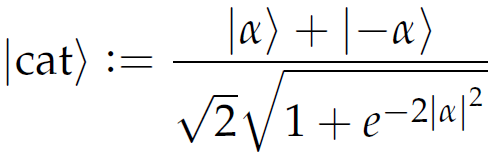 |cat⟩ := (|α⟩ + |−α⟩) / (√2 √(1 + e^{−2|α|²}))